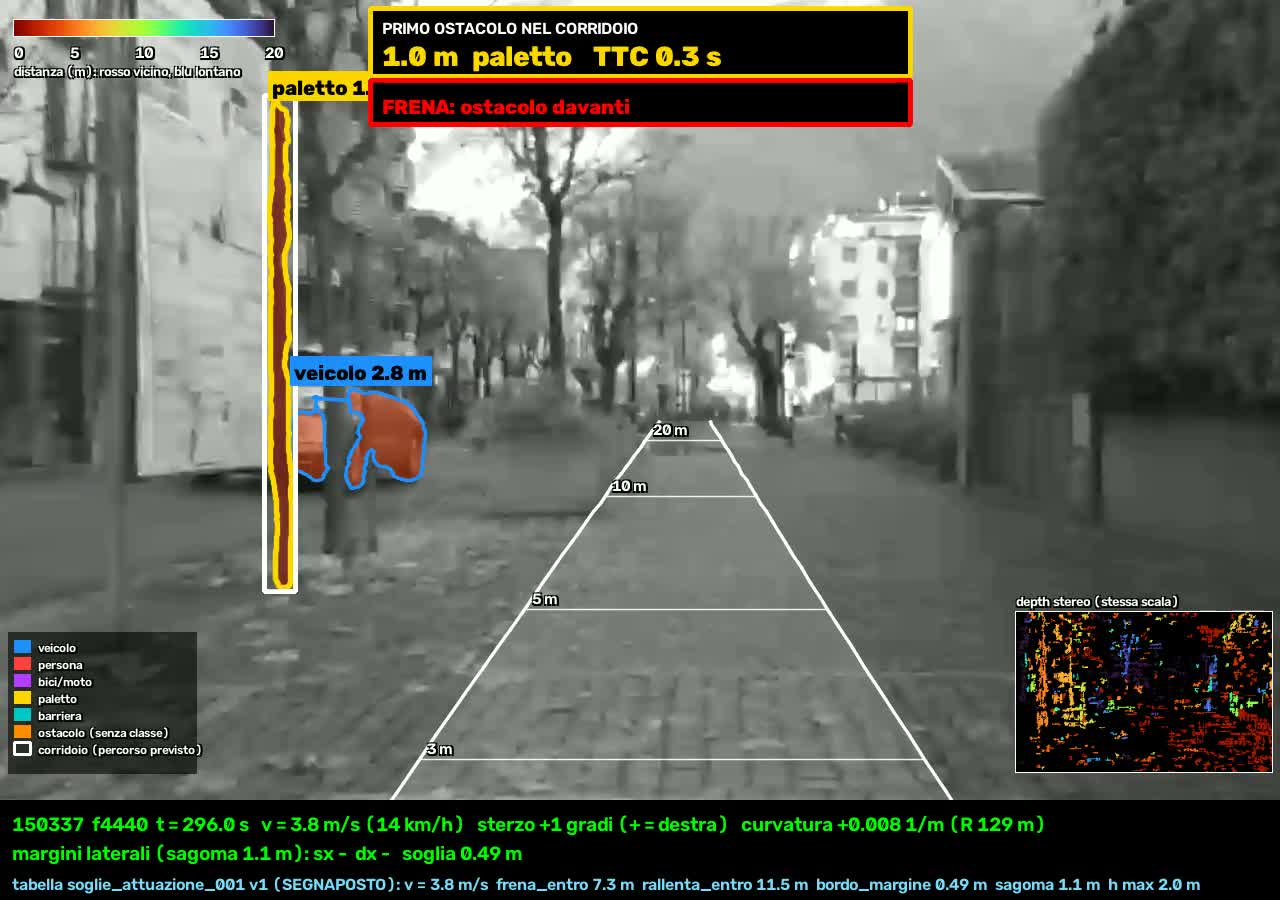 0 5 10 15 20
distanza (m): rosso vicino, blu lontano
PRIMO OSTACOLO NEL CORRIDOIO
1.0 m paletto TTC 0.3 s
FRENA: ostacolo davanti
paletto 1.
veicolo 2.8 m
20 m
10 m
5 m
3 m
depth stereo (stessa scala)
veicolo
persona
bici/moto
paletto
barriera
ostacolo (senza classe)
corridoio (percorso previsto)
150337 f4440 t = 296.0 s v = 3.8 m/s (14 km/h) sterzo +1 gradi (+ = destra) curvatura +0.008 1/m (R 129 m)
margini laterali (sagoma 1.1 m): sx - dx - soglia 0.49 m
tabella soglie_attuazione_001 v1 (SEGNAPOSTO): v = 3.8 m/s frena_entro 7.3 m rallenta_entro 11.5 m bordo_margine 0.49 m sagoma 1.1 m h max 2.0 m